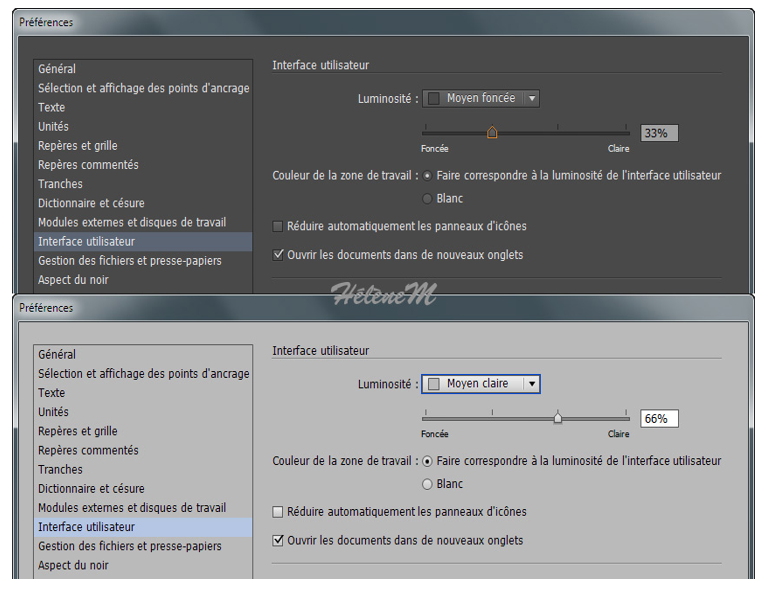 Préférences
Général
Sélection et affichage des points d'ancrage
Texte
Unités
Repères et grille
Repères commentés
Tranches
Dictionnaire et césure
Modules externes et disques de travail
Interface utilisateur
Gestion des fichiers et presse-papiers
Aspect du noir
Interface utilisateur
Luminosité : Moyen foncée
33%
Foncée Claire
Couleur de la zone de travail : Faire correspondre à la luminosité de l'interface utilisateur
Blanc
Réduire automatiquement les panneaux d'icônes
Ouvrir les documents dans de nouveaux onglets
HélèneM
Préférences
Général
Sélection et affichage des points d'ancrage
Texte
Unités
Repères et grille
Repères commentés
Tranches
Dictionnaire et césure
Modules externes et disques de travail
Interface utilisateur
Gestion des fichiers et presse-papiers
Aspect du noir
Interface utilisateur
Luminosité : Moyen claire
66%
Foncée Claire
Couleur de la zone de travail : Faire correspondre à la luminosité de l'interface utilisateur
Blanc
Réduire automatiquement les panneaux d'icônes
Ouvrir les documents dans de nouveaux onglets